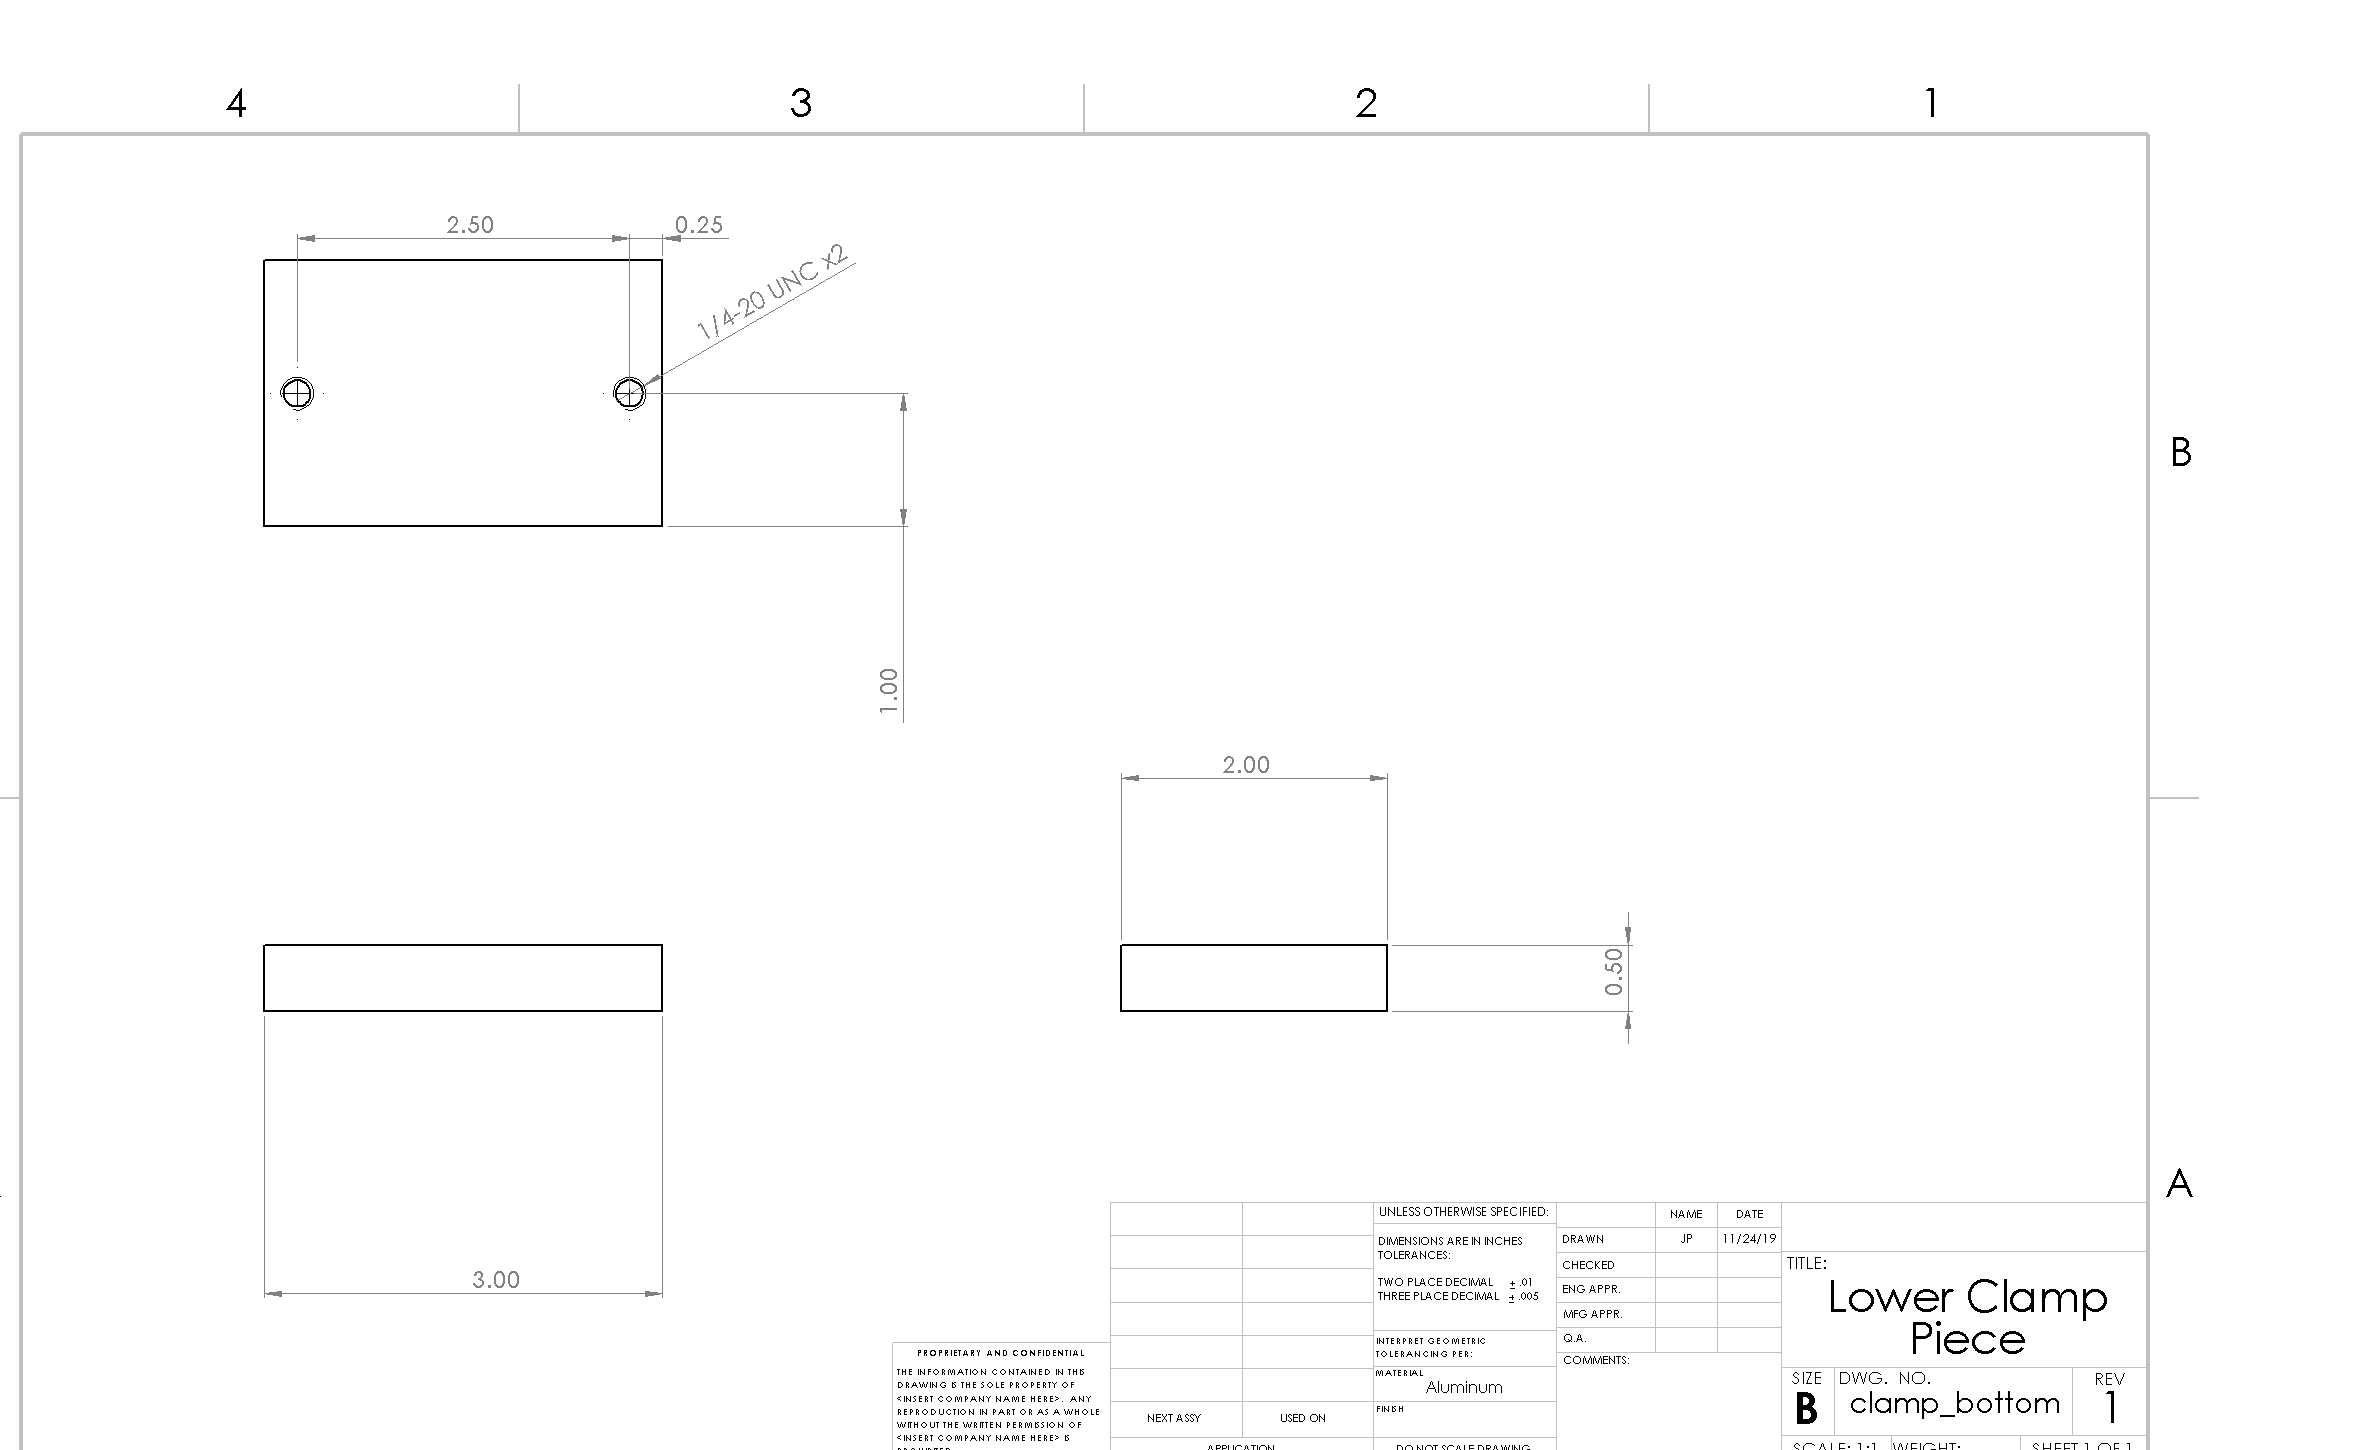 4 3 2 1
2.50 0.25
1/4-20 UNC x2
B
1.00
2.00
0.50
A
3.00
UNLESS OTHERWISE SPECIFIED:
DIMENSIONS ARE IN INCHES
TOLERANCES:
TWO PLACE DECIMAL ± .01
THREE PLACE DECIMAL ± .005
INTERPRET GEOMETRIC
TOLERANCING PER:
MATERIAL
Aluminum
FINISH
DO NOT SCALE DRAWING
NAME DATE
DRAWN JP 11/24/19
CHECKED
ENG APPR.
MFG APPR.
Q.A.
COMMENTS:
TITLE:
Lower Clamp
Piece
SIZE DWG. NO. REV
B clamp_bottom 1
SCALE: 1:1 WEIGHT: SHEET 1 OF 1
PROPRIETARY AND CONFIDENTIAL
THE INFORMATION CONTAINED IN THIS
DRAWING IS THE SOLE PROPERTY OF
<INSERT COMPANY NAME HERE>. ANY
REPRODUCTION IN PART OR AS A WHOLE
WITHOUT THE WRITTEN PERMISSION OF
<INSERT COMPANY NAME HERE> IS
NEXT ASSY USED ON
APPLICATION